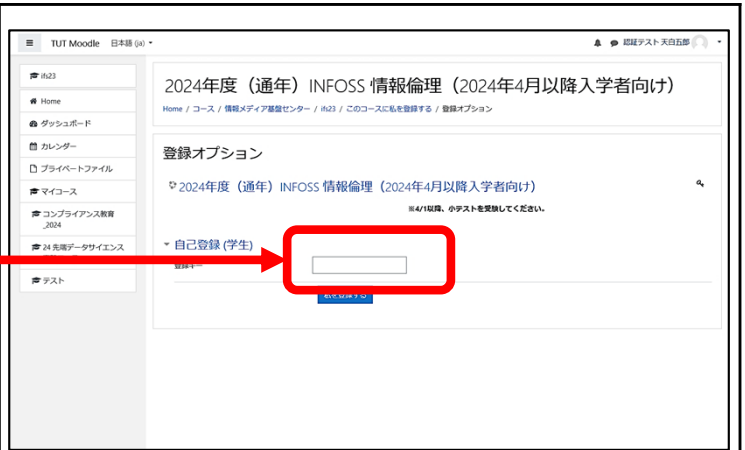 TUT Moodle 日本語 (ja)
認証テスト 天白五郎
ifs23
Home
ダッシュボード
カレンダー
プライベートファイル
マイコース
コンプライアンス教育
_2024
24 先端データサイエンス
テスト
2024年度（通年）INFOSS 情報倫理（2024年4月以降入学者向け）
Home / コース / 情報メディア基盤センター / ifs23 / このコースに私を登録する / 登録オプション
登録オプション
2024年度（通年）INFOSS 情報倫理（2024年4月以降入学者向け）
※4/1以降、小テストを受験してください。
自己登録 (学生)
登録キー
私を登録する